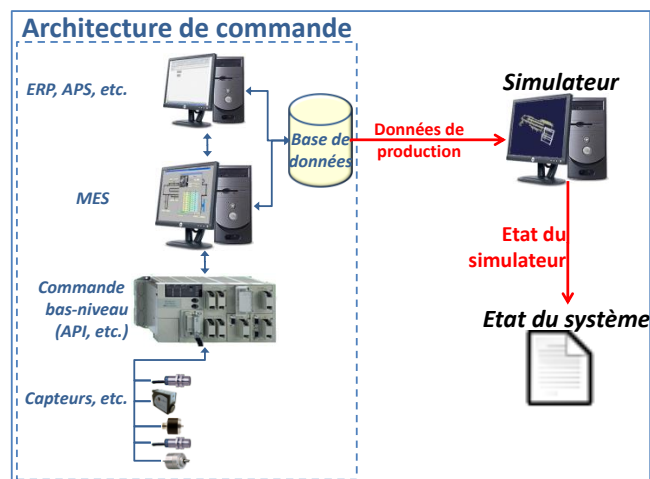 Architecture de commande
ERP, APS, etc.
MES
Commande
bas-niveau
(API, etc.)
Capteurs, etc.
Base de
données
Données de
production
Simulateur
Etat du
simulateur
Etat du système